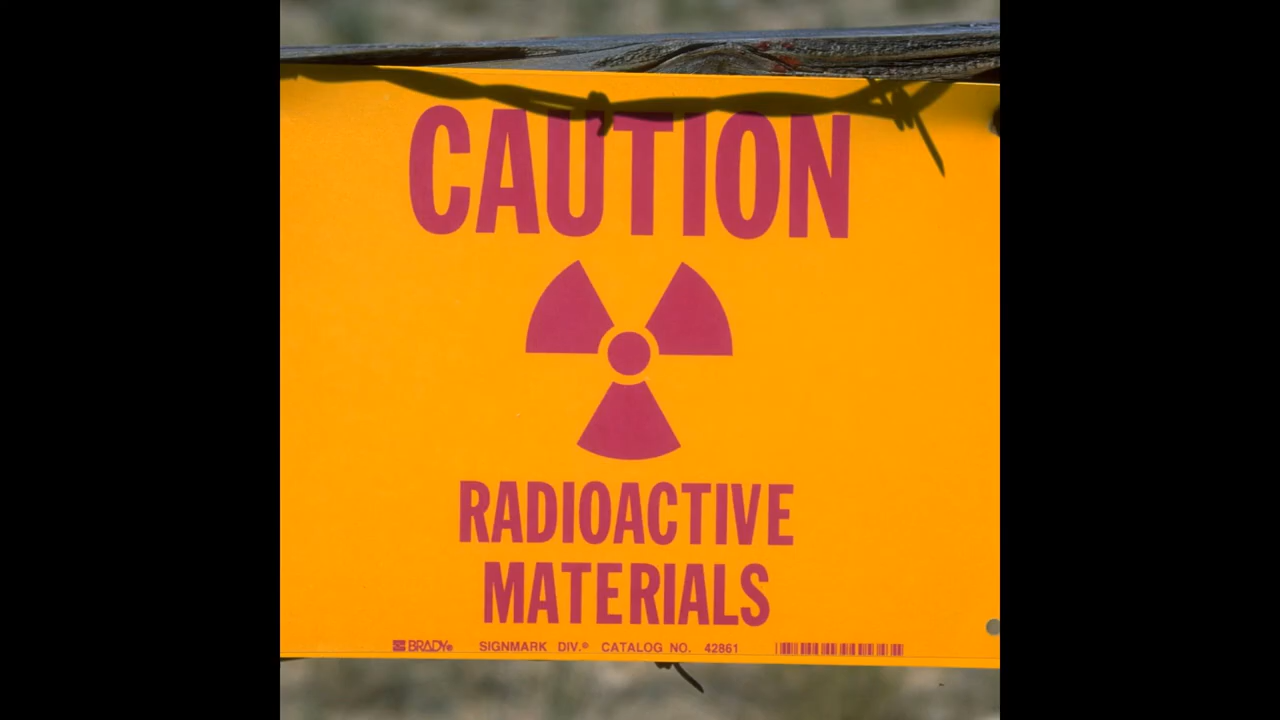 CAUTION
RADIOACTIVE
MATERIALS
BRADY® SIGNMARK DIV.® CATALOG NO. 42861